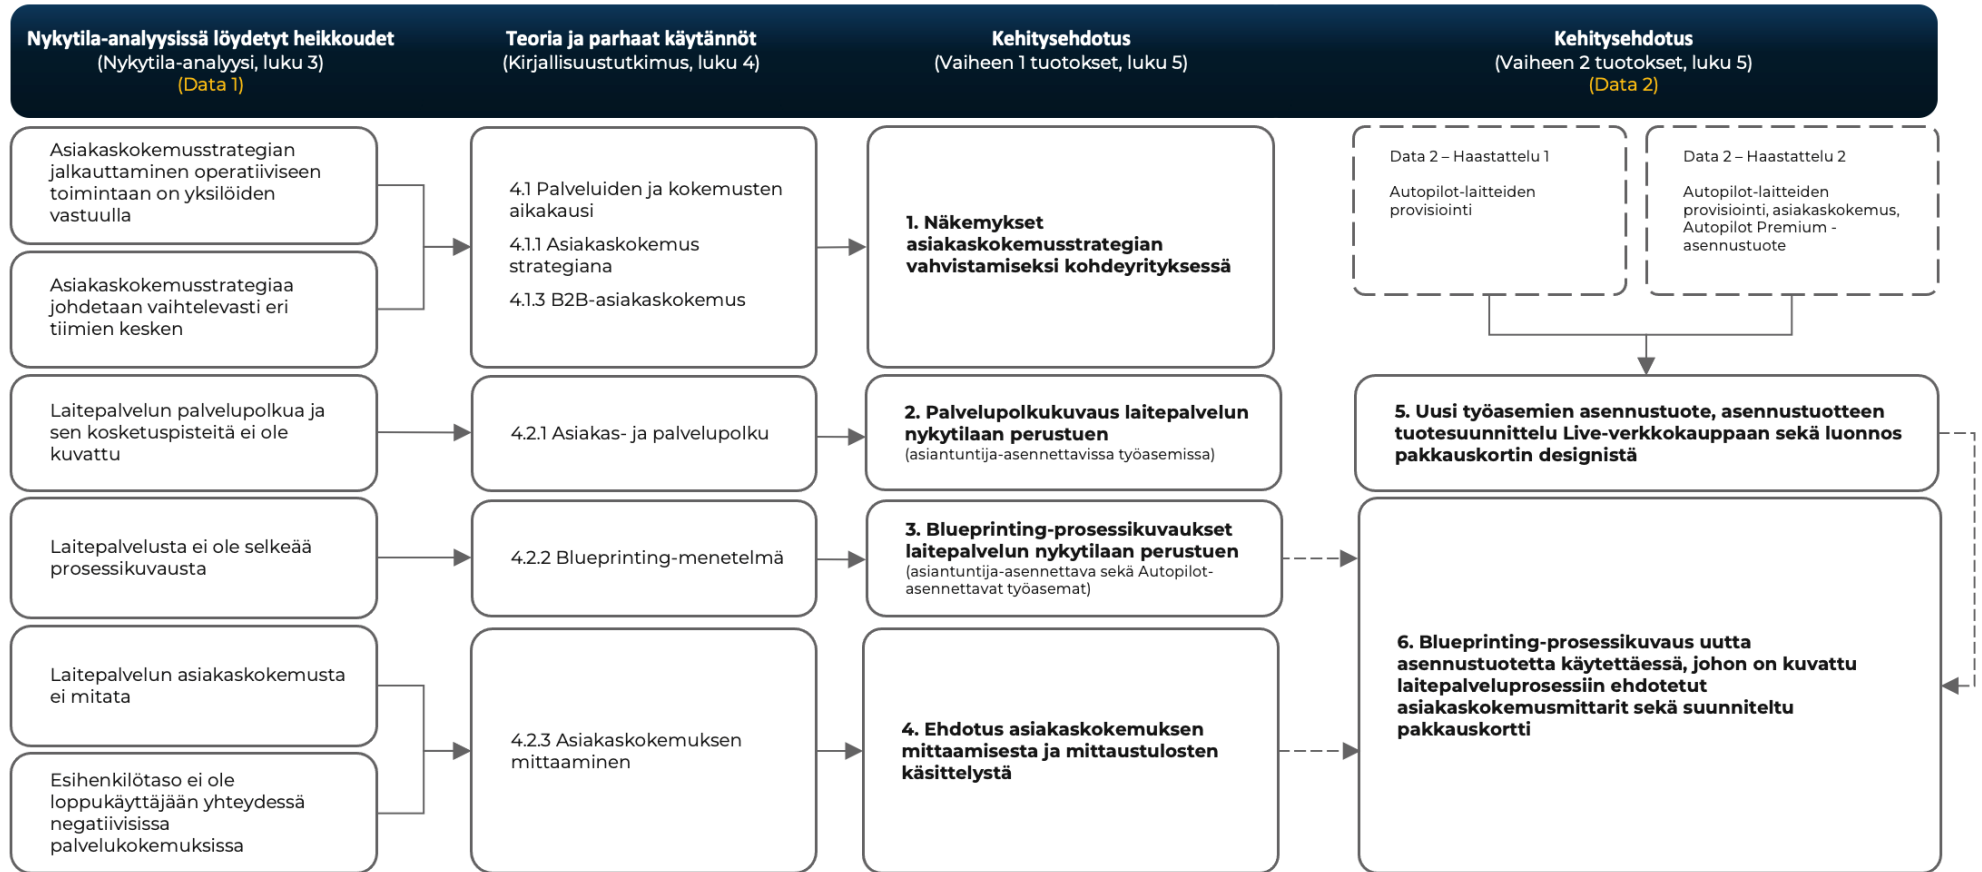 Nykytila-analyysissä löydetyt heikkoudet
(Nykytila-analyysi, luku 3)
(Data 1)
Teoria ja parhaat käytännöt
(Kirjallisuustutkimus, luku 4)
Kehitysehdotus
(Vaiheen 1 tuotokset, luku 5)
Kehitysehdotus
(Vaiheen 2 tuotokset, luku 5)
(Data 2)
Asiakaskokemusstrategian
jalkauttaminen operatiiviseen
toimintaan on yksilöiden
vastuulla
Asiakaskokemusstrategiaa
johdetaan vaihtelevasti eri
tiimien kesken
4.1 Palveluiden ja kokemusten
aikakausi
4.1.1 Asiakaskokemus
strategiana
4.1.3 B2B-asiakaskokemus
1. Näkemykset
asiakaskokemusstrategian
vahvistamiseksi kohdeyrityksessä
Data 2 – Haastattelu 1
Autopilot-laitteiden
provisiointi
Data 2 – Haastattelu 2
Autopilot-laitteiden
provisiointi, asiakaskokemus,
Autopilot Premium -
asennustuote
Laitepalvelun palvelupolkua ja
sen kosketuspisteitä ei ole
kuvattu
4.2.1 Asiakas- ja palvelupolku
2. Palvelupolkukuvaus laitepalvelun
nykytilaan perustuen
(asiantuntija-asennettavissa työasemissa)
5. Uusi työasemien asennustuote, asennustuotteen
tuotesuunnittelu Live-verkkokauppaan sekä luonnos
pakkauskortin designistä
Laitepalvelusta ei ole selkeää
prosessikuvausta
4.2.2 Blueprinting-menetelmä
3. Blueprinting-prosessikuvaukset
laitepalvelun nykytilaan perustuen
(asiantuntija-asennettava sekä Autopilot-
asennettavat työasemat)
Laitepalvelun asiakaskokemusta
ei mitata
Esihenkilötaso ei ole
loppukäyttäjään yhteydessä
negatiivisissa
palvelukokemuksissa
4.2.3 Asiakaskokemuksen
mittaaminen
4. Ehdotus asiakaskokemuksen
mittaamisesta ja mittaustulosten
käsittelystä
6. Blueprinting-prosessikuvaus uutta
asennustuotetta käytettäessä, johon on kuvattu
laitepalveluprosessiin ehdotetut
asiakaskokemusmittarit sekä suunniteltu
pakkauskortti